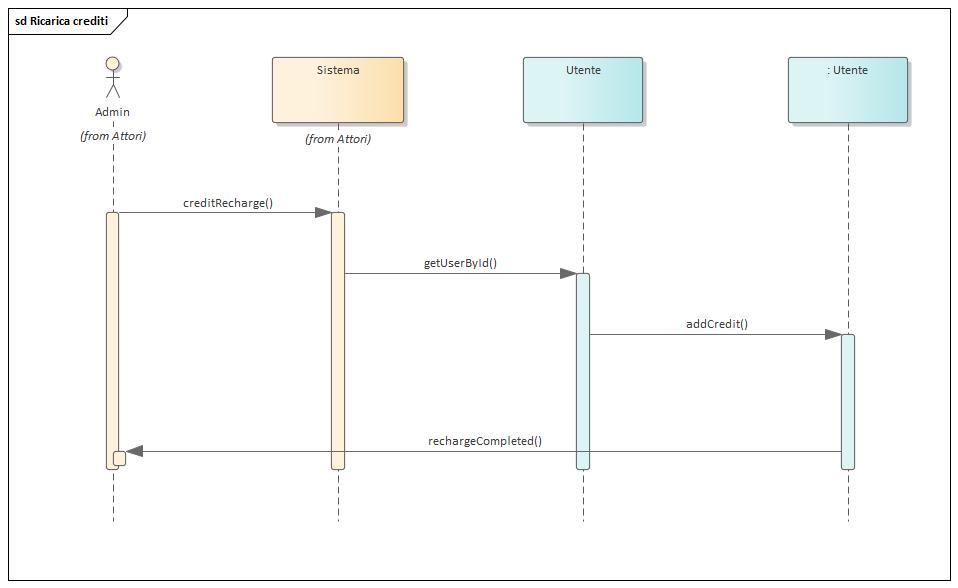 sd Ricarica crediti
Admin
(from Attori)
Sistema
(from Attori)
Utente
: Utente
creditRecharge()
getUserById()
addCredit()
rechargeCompleted()